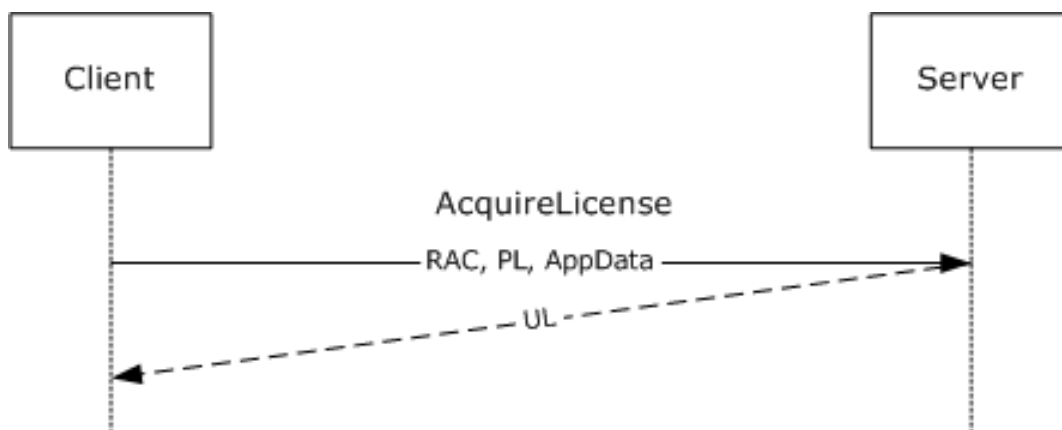 Client
Server
AcquireLicense
RAC, PL, AppData
UL